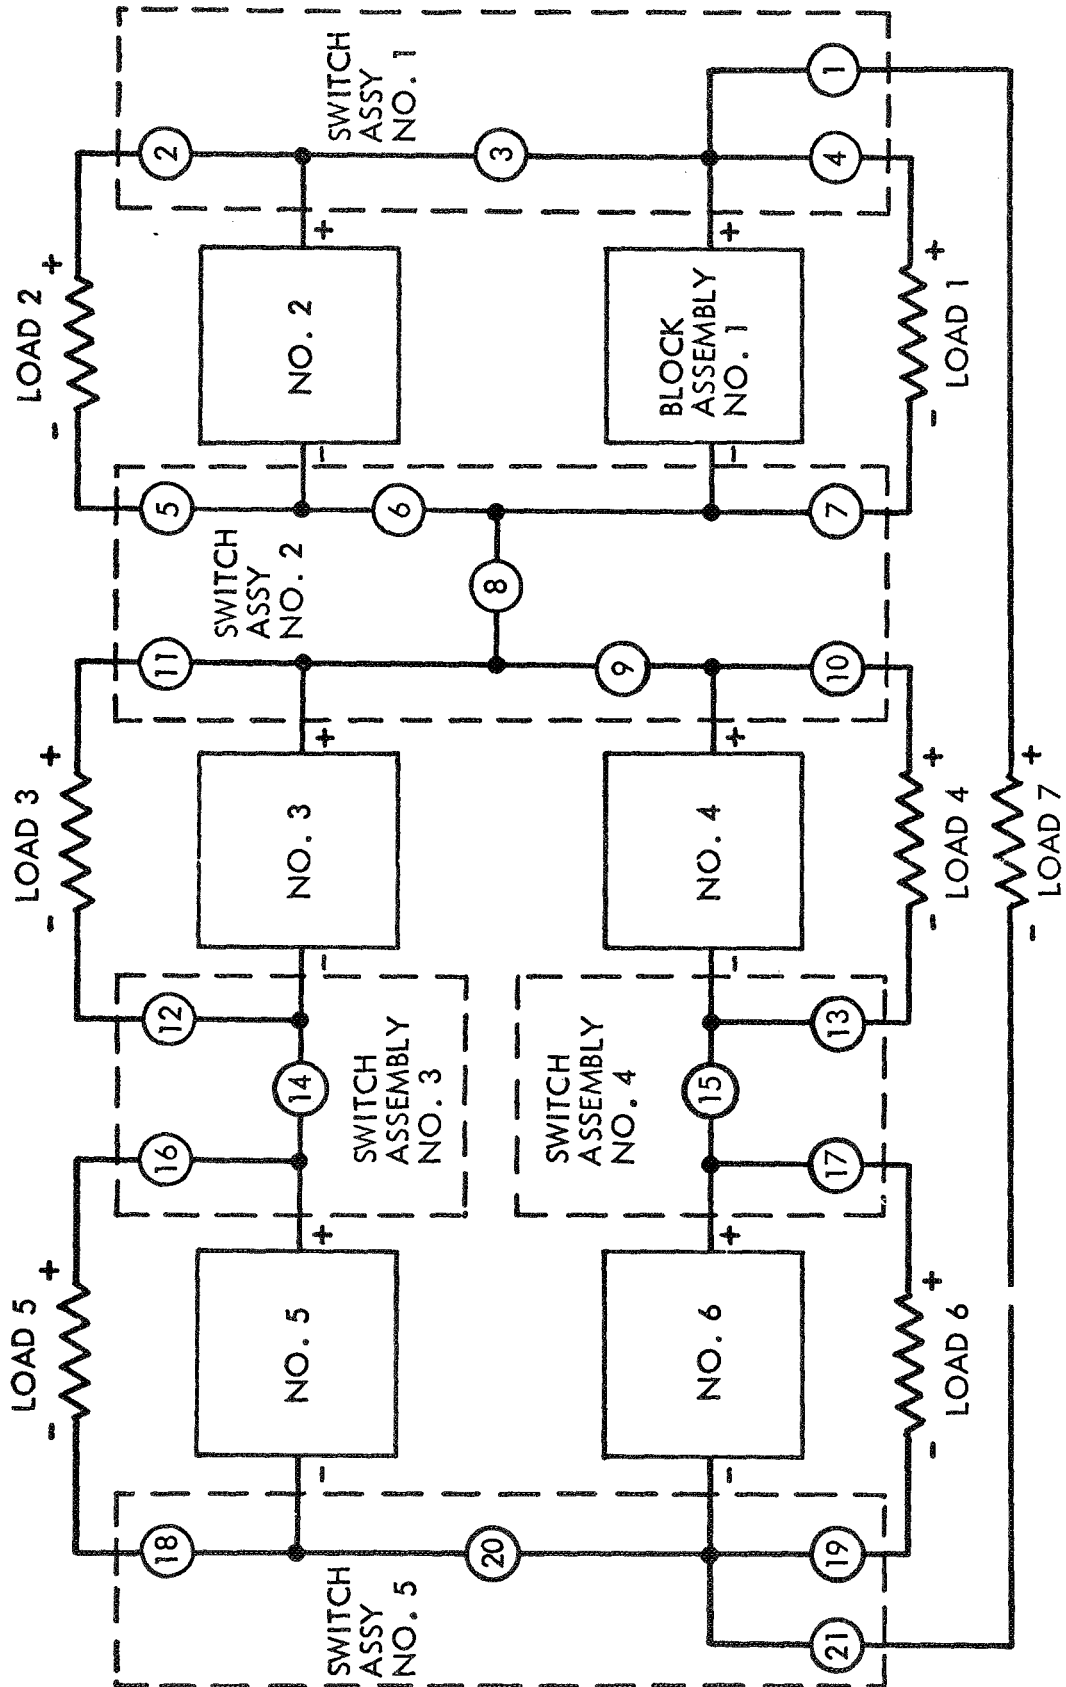 LOAD 5
LOAD 3
LOAD 2
- +
- +
- +
18
16
12
11
5
2
SWITCH
ASSY
NO. 2
NO. 5
NO. 3
NO. 2
14
- +
- +
- +
SWITCH
ASSY
NO. 5
SWITCH
ASSEMBLY
NO. 3
SWITCH
ASSY
NO. 1
6
20
8
3
SWITCH
ASSEMBLY
NO. 4
9
NO. 6
NO. 4
BLOCK
ASSEMBLY
NO. 1
15
- +
- +
- +
21
19
17
13
10
7
4
1
- +
- +
- +
LOAD 6
LOAD 4
LOAD 1
- +
LOAD 7